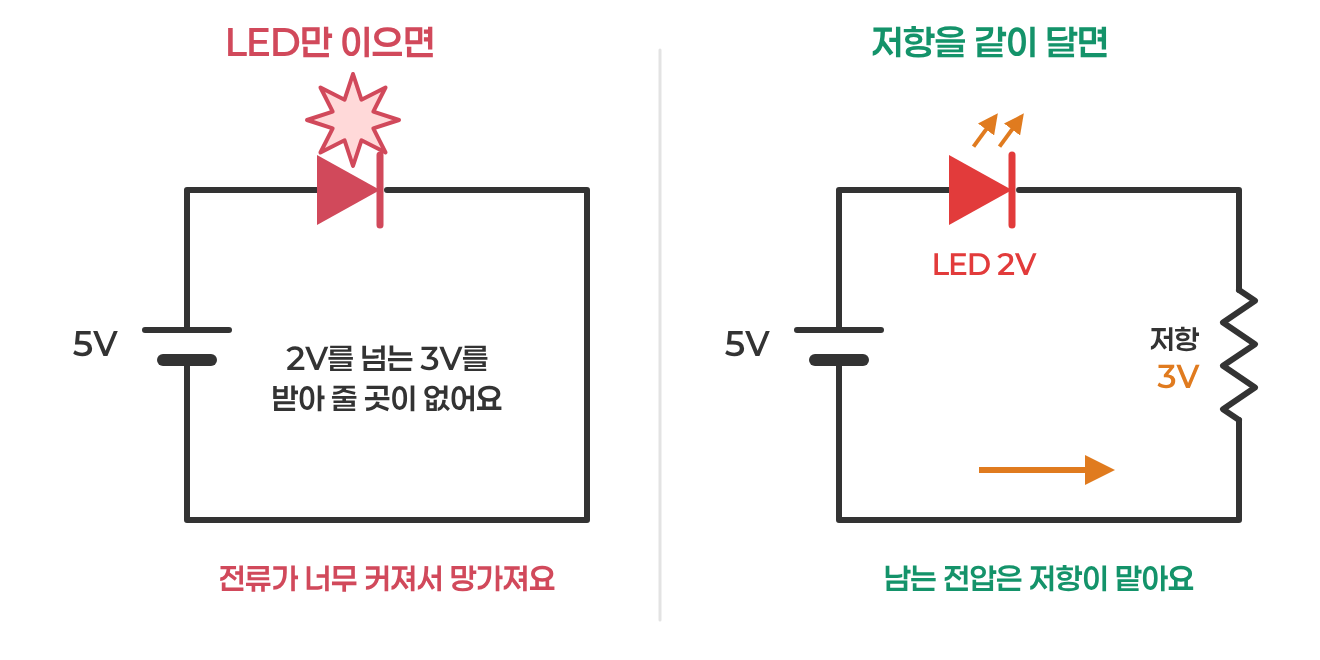 LED만 이으면
5V
2V를 넘는 3V를
받아 줄 곳이 없어요
전류가 너무 커져서 망가져요
저항을 같이 달면
LED 2V
5V
저항
3V
남는 전압은 저항이 맡아요